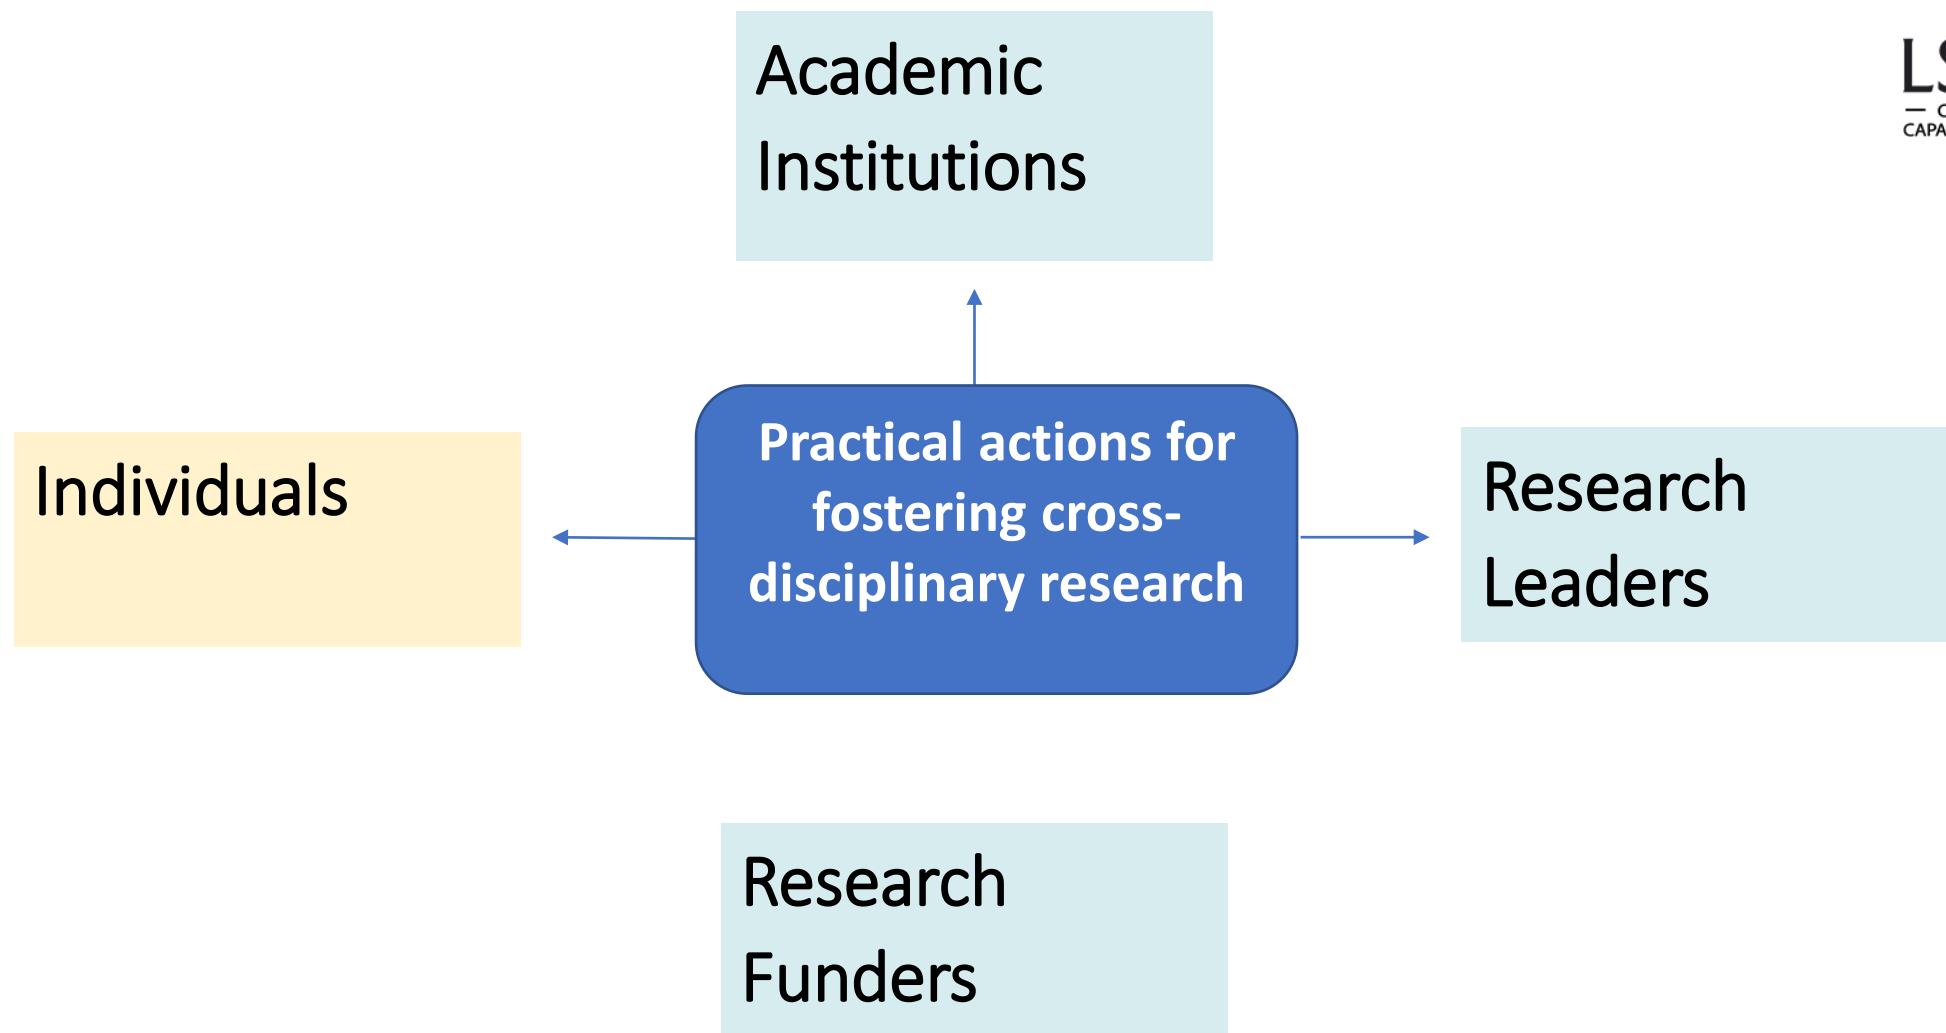 Academic
Institutions
Individuals
Practical actions for
fostering cross-
disciplinary research
Research
Leaders
Research
Funders